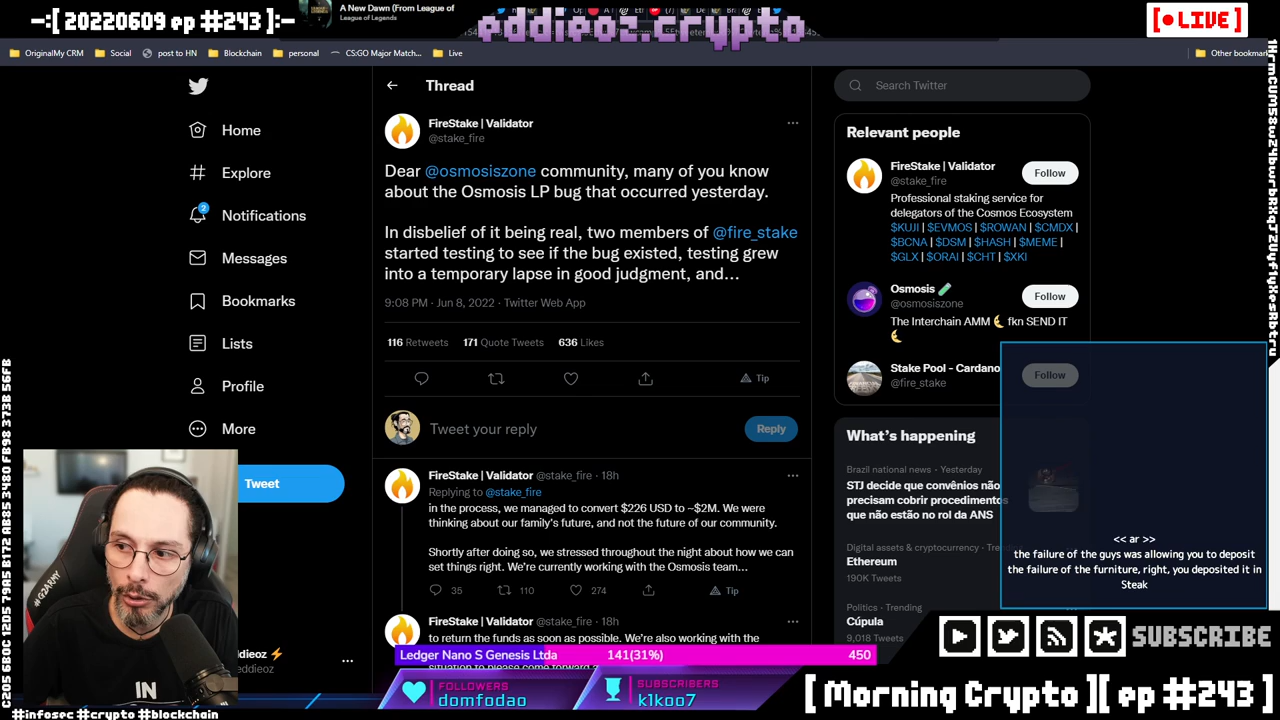 —:[ 20220609 ep #243 ]:—
A New Dawn (From League of
League of Legends
eddieoz.crypto
[ • LIVE ]
OriginalMy CRM
Social
post to HN
Blockchain
personal
CS:GO Major Match...
Live
Other bookmar
Home
Explore
2
Notifications
Messages
Bookmarks
Lists
Profile
More
Tweet
Thread
FireStake | Validator
@stake_fire
Dear @osmosiszone community, many of you know
about the Osmosis LP bug that occurred yesterday.
In disbelief of it being real, two members of @fire_stake
started testing to see if the bug existed, testing grew
into a temporary lapse in good judgment, and…
9:08 PM · Jun 8, 2022 · Twitter Web App
116 Retweets 171 Quote Tweets 636 Likes
Tip
Tweet your reply
Reply
FireStake | Validator @stake_fire · 18h
Replying to @stake_fire
in the process, we managed to convert $226 USD to ~$2M. We were
thinking about our family's future, and not the future of our community.
Shortly after doing so, we stressed throughout the night about how we can
set things right. We're currently working with the Osmosis team…
35 110 274 Tip
FireStake | Validator @stake_fire · 18h
to return the funds as soon as possible. We're also working with the
situation to please come forward a
Search Twitter
Relevant people
FireStake | Validator
@stake_fire
Follow
Professional staking service for
delegators of the Cosmos Ecosystem
$KUJI | $EVMOS | $ROWAN | $CMDX |
$BCNA | $DSM | $HASH | $MEME |
$GLX | $ORAI | $CHT | $XKI
Osmosis
@osmosiszone
Follow
The Interchain AMM fkn SEND IT
Stake Pool - Cardano
@fire_stake
Follow
What's happening
Brazil national news · Yesterday
STJ decide que convênios não
precisam cobrir procedimentos
que não estão no rol da ANS
Digital assets & cryptocurrency · Tre
Ethereum
190K Tweets
Politics · Trending
Cúpula
9,018 Tweets
<< ar >>
the failure of the guys was allowing you to deposit
the failure of the furniture, right, you deposited it in
Steak
SUBSCRIBE
Ledger Nano S Genesis Ltda 141(31%) 450
FOLLOWERS
domfodao
SUBSCRIBERS
k1koo7
[ Morning Crypto ][ ep #243 ]
ddieoz
eddieoz
IN
#infosec #crypto #blockchain